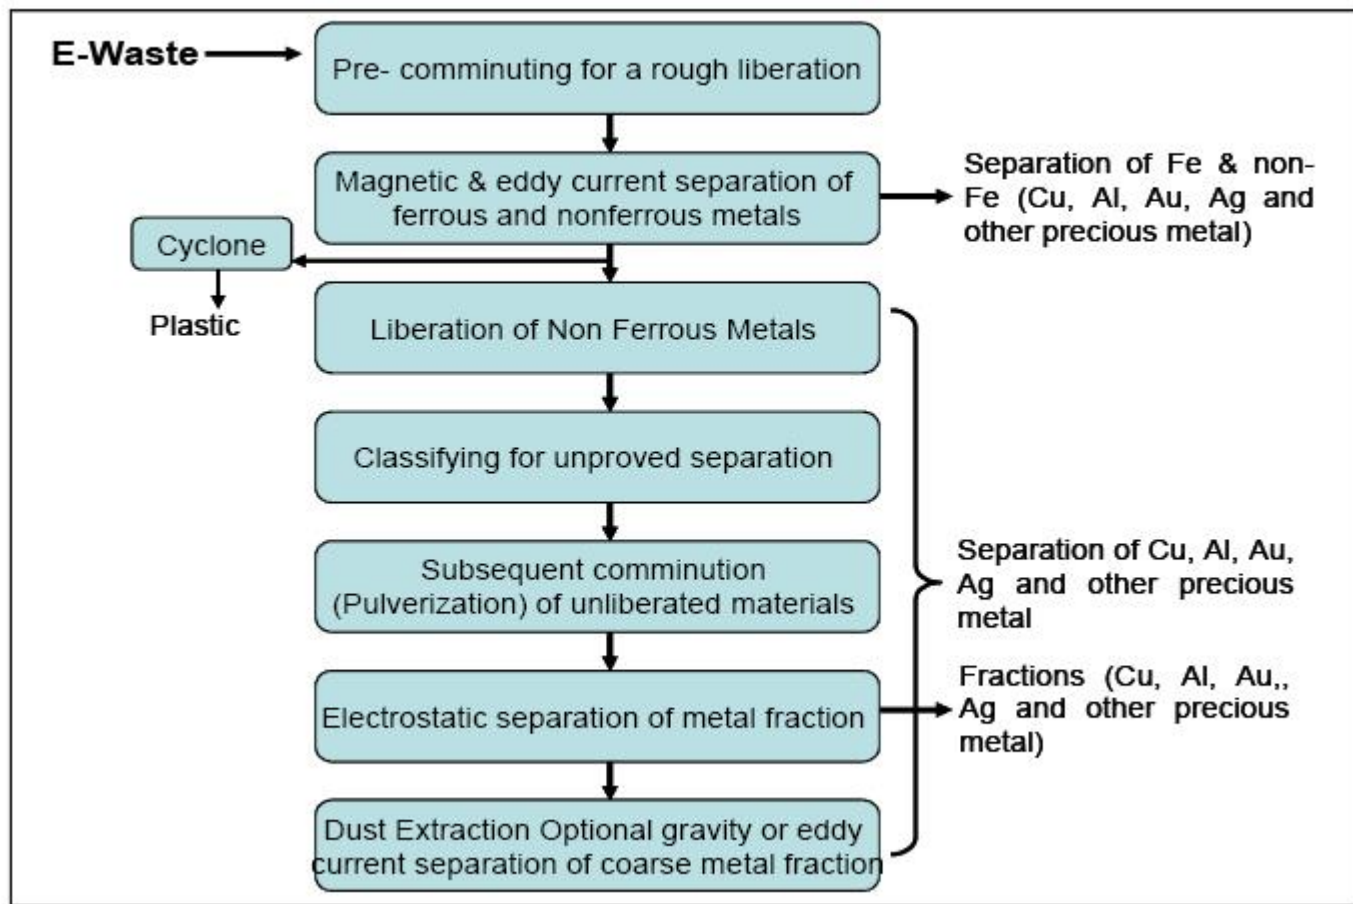 E-Waste
Pre- comminuting for a rough liberation
Magnetic & eddy current separation of
ferrous and nonferrous metals
Separation of Fe & non-
Fe (Cu, Al, Au, Ag and
other precious metal)
Cyclone
Plastic
Liberation of Non Ferrous Metals
Classifying for unproved separation
Subsequent comminution
(Pulverization) of unliberated materials
Separation of Cu, Al, Au,
Ag and other precious
metal
Electrostatic separation of metal fraction
Fractions (Cu, Al, Au,,
Ag and other precious
metal)
Dust Extraction Optional gravity or eddy
current separation of coarse metal fraction